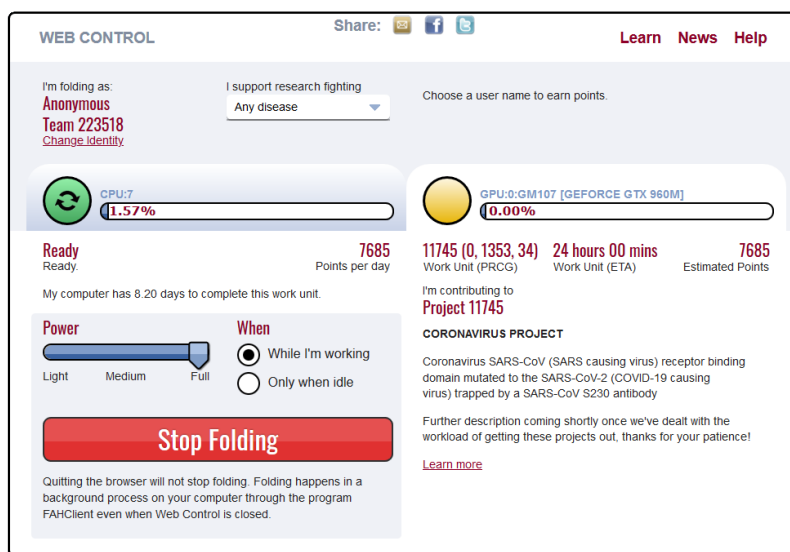 WEB CONTROL
Share:
Learn News Help
I'm folding as:
Anonymous
Team 223518
Change Identity
I support research fighting
Any disease
Choose a user name to earn points.
CPU:7
1.57%
GPU:0:GM107 [GEFORCE GTX 960M]
0.00%
Ready
Ready.
7685
Points per day
My computer has 8.20 days to complete this work unit.
Power
Light Medium Full
When
While I'm working
Only when idle
Stop Folding
Quitting the browser will not stop folding. Folding happens in a
background process on your computer through the program
FAHClient even when Web Control is closed.
11745 (0, 1353, 34) 24 hours 00 mins 7685
Work Unit (PRCG) Work Unit (ETA) Estimated Points
I'm contributing to
Project 11745
CORONAVIRUS PROJECT
Coronavirus SARS-CoV (SARS causing virus) receptor binding
domain mutated to the SARS-CoV-2 (COVID-19 causing
virus) trapped by a SARS-CoV S230 antibody
Further description coming shortly once we've dealt with the
workload of getting these projects out, thanks for your patience!
Learn more